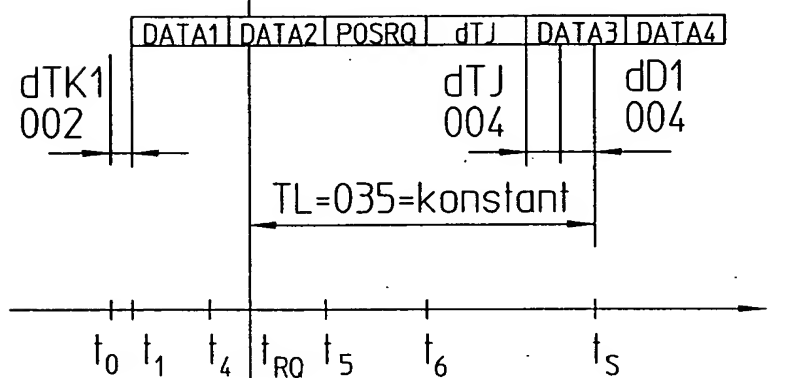 DATA1 DATA2 POSRQ dTJ DATA3 DATA4
dTK1 dTJ dD1
002 004 004
TL=035=konstant
t0 t1 t4 tRQ t5 t6 tS